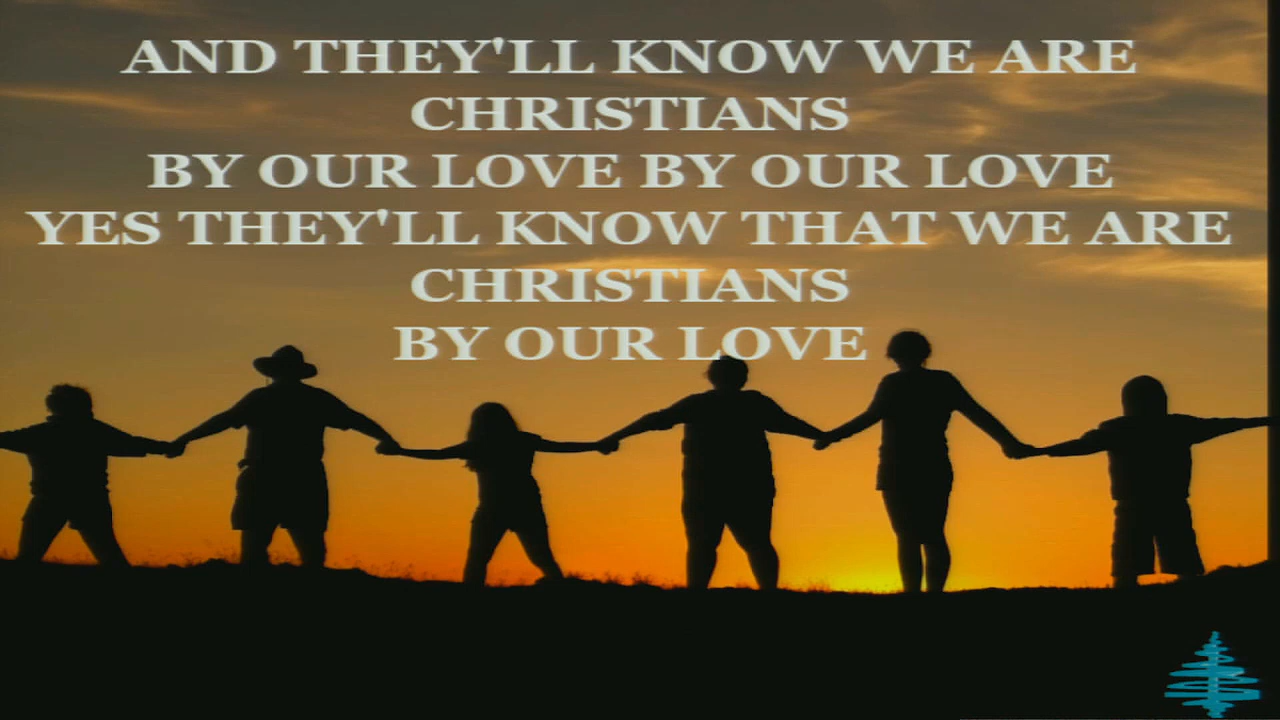 AND THEY'LL KNOW WE ARE
CHRISTIANS
BY OUR LOVE BY OUR LOVE
YES THEY'LL KNOW THAT WE ARE
CHRISTIANS
BY OUR LOVE